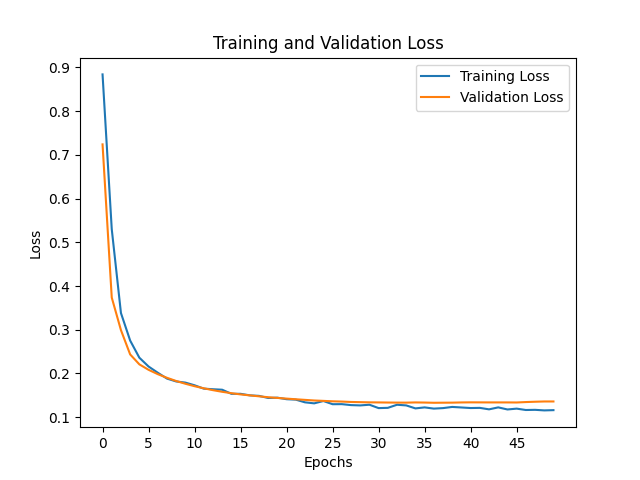 Training and Validation Loss
Training Loss
Validation Loss
0.9
0.8
0.7
0.6
0.5
0.4
0.3
0.2
0.1
Loss
0 5 10 15 20 25 30 35 40 45
Epochs